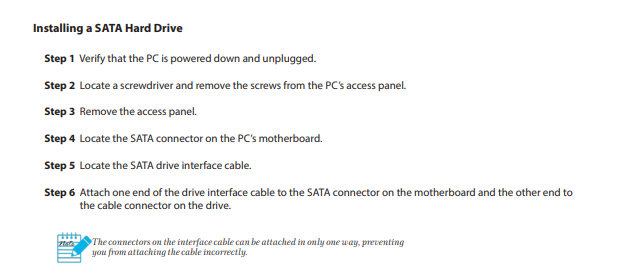 Installing a SATA Hard Drive
Step 1 Verify that the PC is powered down and unplugged.
Step 2 Locate a screwdriver and remove the screws from the PC's access panel.
Step 3 Remove the access panel.
Step 4 Locate the SATA connector on the PC's motherboard.
Step 5 Locate the SATA drive interface cable.
Step 6 Attach one end of the drive interface cable to the SATA connector on the motherboard and the other end to
the cable connector on the drive.
Note The connectors on the interface cable can be attached in only one way, preventing
you from attaching the cable incorrectly.